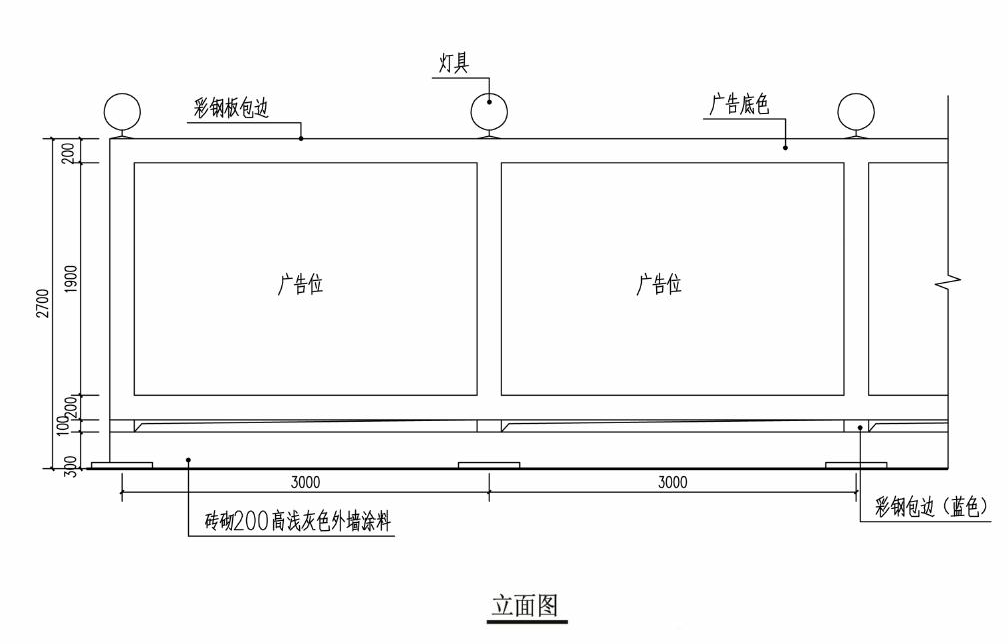 灯具
彩钢板包边
广告底色
200
1900
2700
广告位
广告位
200
100
300
3000
3000
彩钢包边（蓝色）
砖砌200高浅灰色外墙涂料
立面图